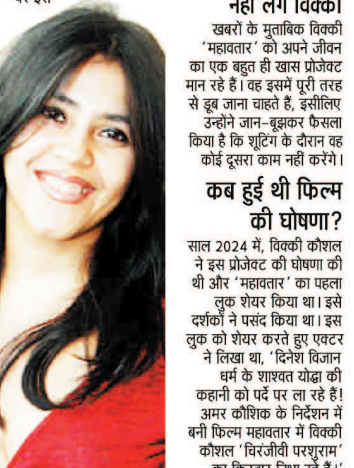 नहीं लेंगे विक्की
खबरों के मुताबिक विक्की
'महावतार' को अपने जीवन
का एक बहुत ही खास प्रोजेक्ट
मान रहे हैं। वह इसमें पूरी तरह
से डूब जाना चाहते हैं, इसीलिए
उन्होंने जान-बूझकर फैसला
किया है कि शूटिंग के दौरान वह
कोई दूसरा काम नहीं करेंगे।
कब हुई थी फिल्म
की घोषणा?
साल 2024 में, विक्की कौशल
ने इस प्रोजेक्ट की घोषणा की
थी और 'महावतार' का पहला
लुक शेयर किया था। इसे
दर्शकों ने पसंद किया था। इस
लुक को शेयर करते हुए एक्टर
ने लिखा था, 'दिनेश विजान
धर्म के शाश्वत योद्धा की
कहानी को पर्दे पर ला रहे हैं!
अमर कौशिक के निर्देशन में
बनी फिल्म महावतार में विक्की
कौशल 'चिरंजीवी परशुराम'